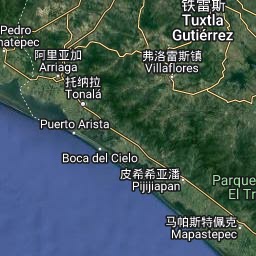 铁雷斯
Tuxtla
Gutiérrez
Pedro
natepec
阿里亚加
Arriaga
弗洛雷斯镇
Villaflores
托纳拉
Tonalá
Puerto Arista
Boca del Cielo
皮希希亚潘
Pijijiapan
Parque
El Tr
马帕斯特佩克
Mapastepec